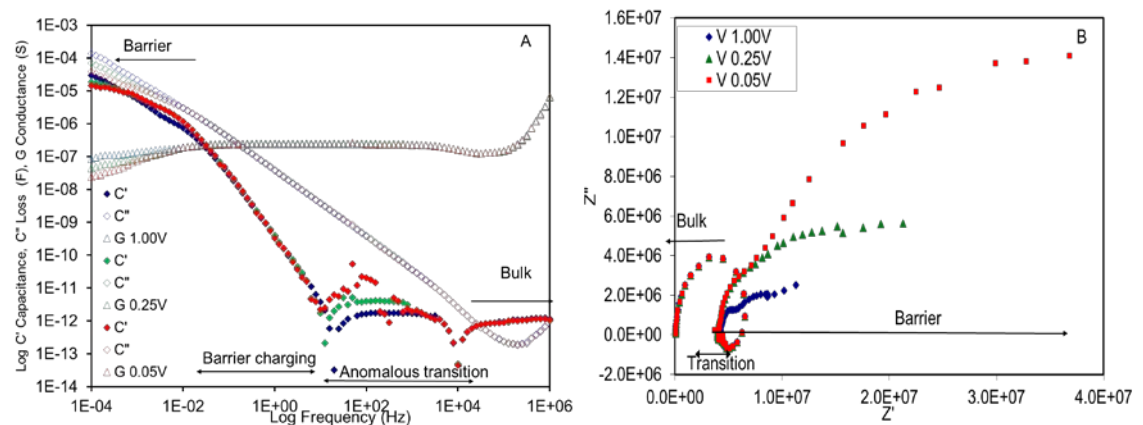 A
Log C' Capacitance, C" Loss (F), G Conductance (S)
1E-03
1E-04
1E-05
1E-06
1E-07
1E-08
1E-09
1E-10
1E-11
1E-12
1E-13
1E-14
Barrier
C'
C"
G 1.00V
C'
C"
G 0.25V
C'
C"
G 0.05V
Bulk
Barrier charging
Anomalous transition
1E-04
1E-02
1E+00
1E+02
1E+04
1E+06
Log Frequency (Hz)
B
Z"
1.6E+07
1.4E+07
1.2E+07
1.0E+07
8.0E+06
6.0E+06
4.0E+06
2.0E+06
0.0E+00
-2.0E+06
V 1.00V
V 0.25V
V 0.05V
Bulk
Barrier
Transition
0.0E+00
1.0E+07
2.0E+07
3.0E+07
4.0E+07
Z'